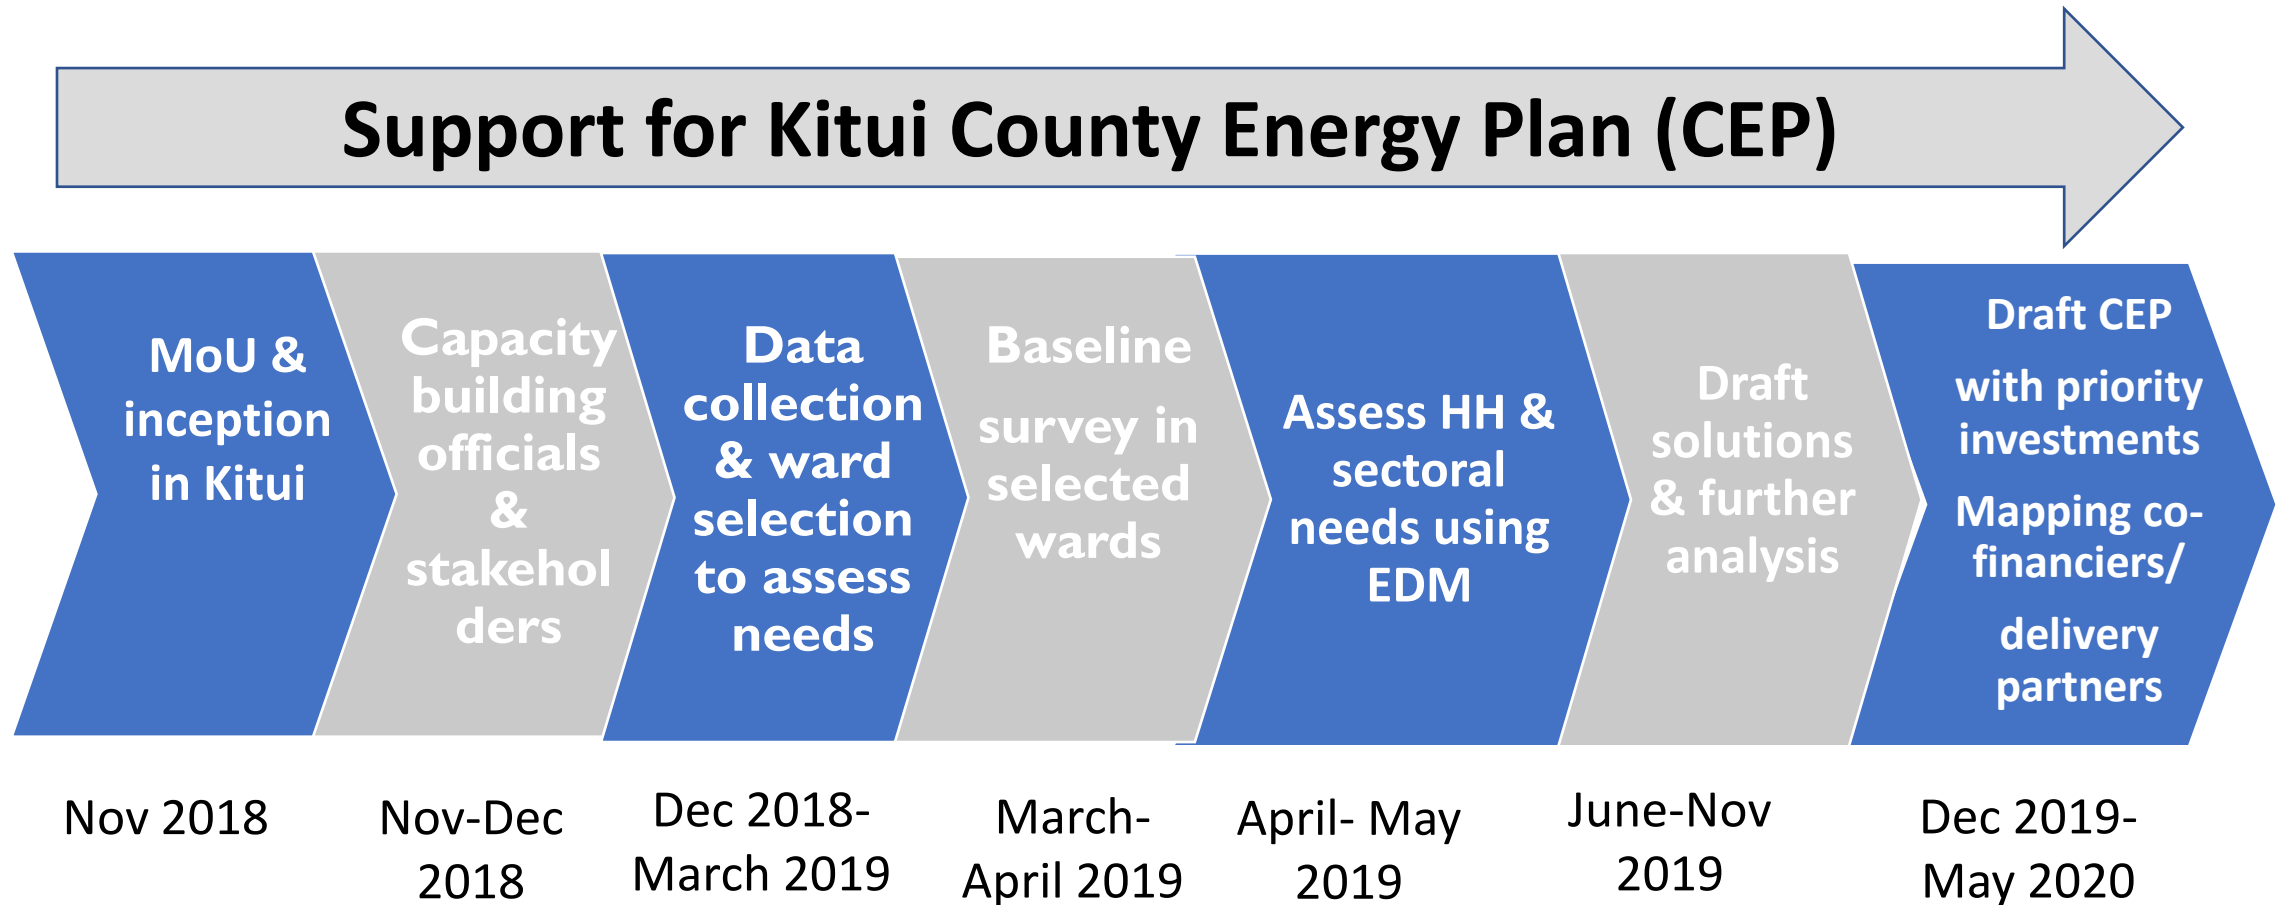 Support for Kitui County Energy Plan (CEP)
MoU &
inception
in Kitui
Capacity
building
officials
&
stakehol
ders
Data
collection
& ward
selection
to assess
needs
Baseline
survey in
selected
wards
Assess HH &
sectoral
needs using
EDM
Draft
solutions
& further
analysis
Draft CEP
with priority
investments
Mapping co-
financiers/
delivery
partners
Nov 2018
Nov-Dec
2018
Dec 2018-
March 2019
March-
April 2019
April- May
2019
June-Nov
2019
Dec 2019-
May 2020